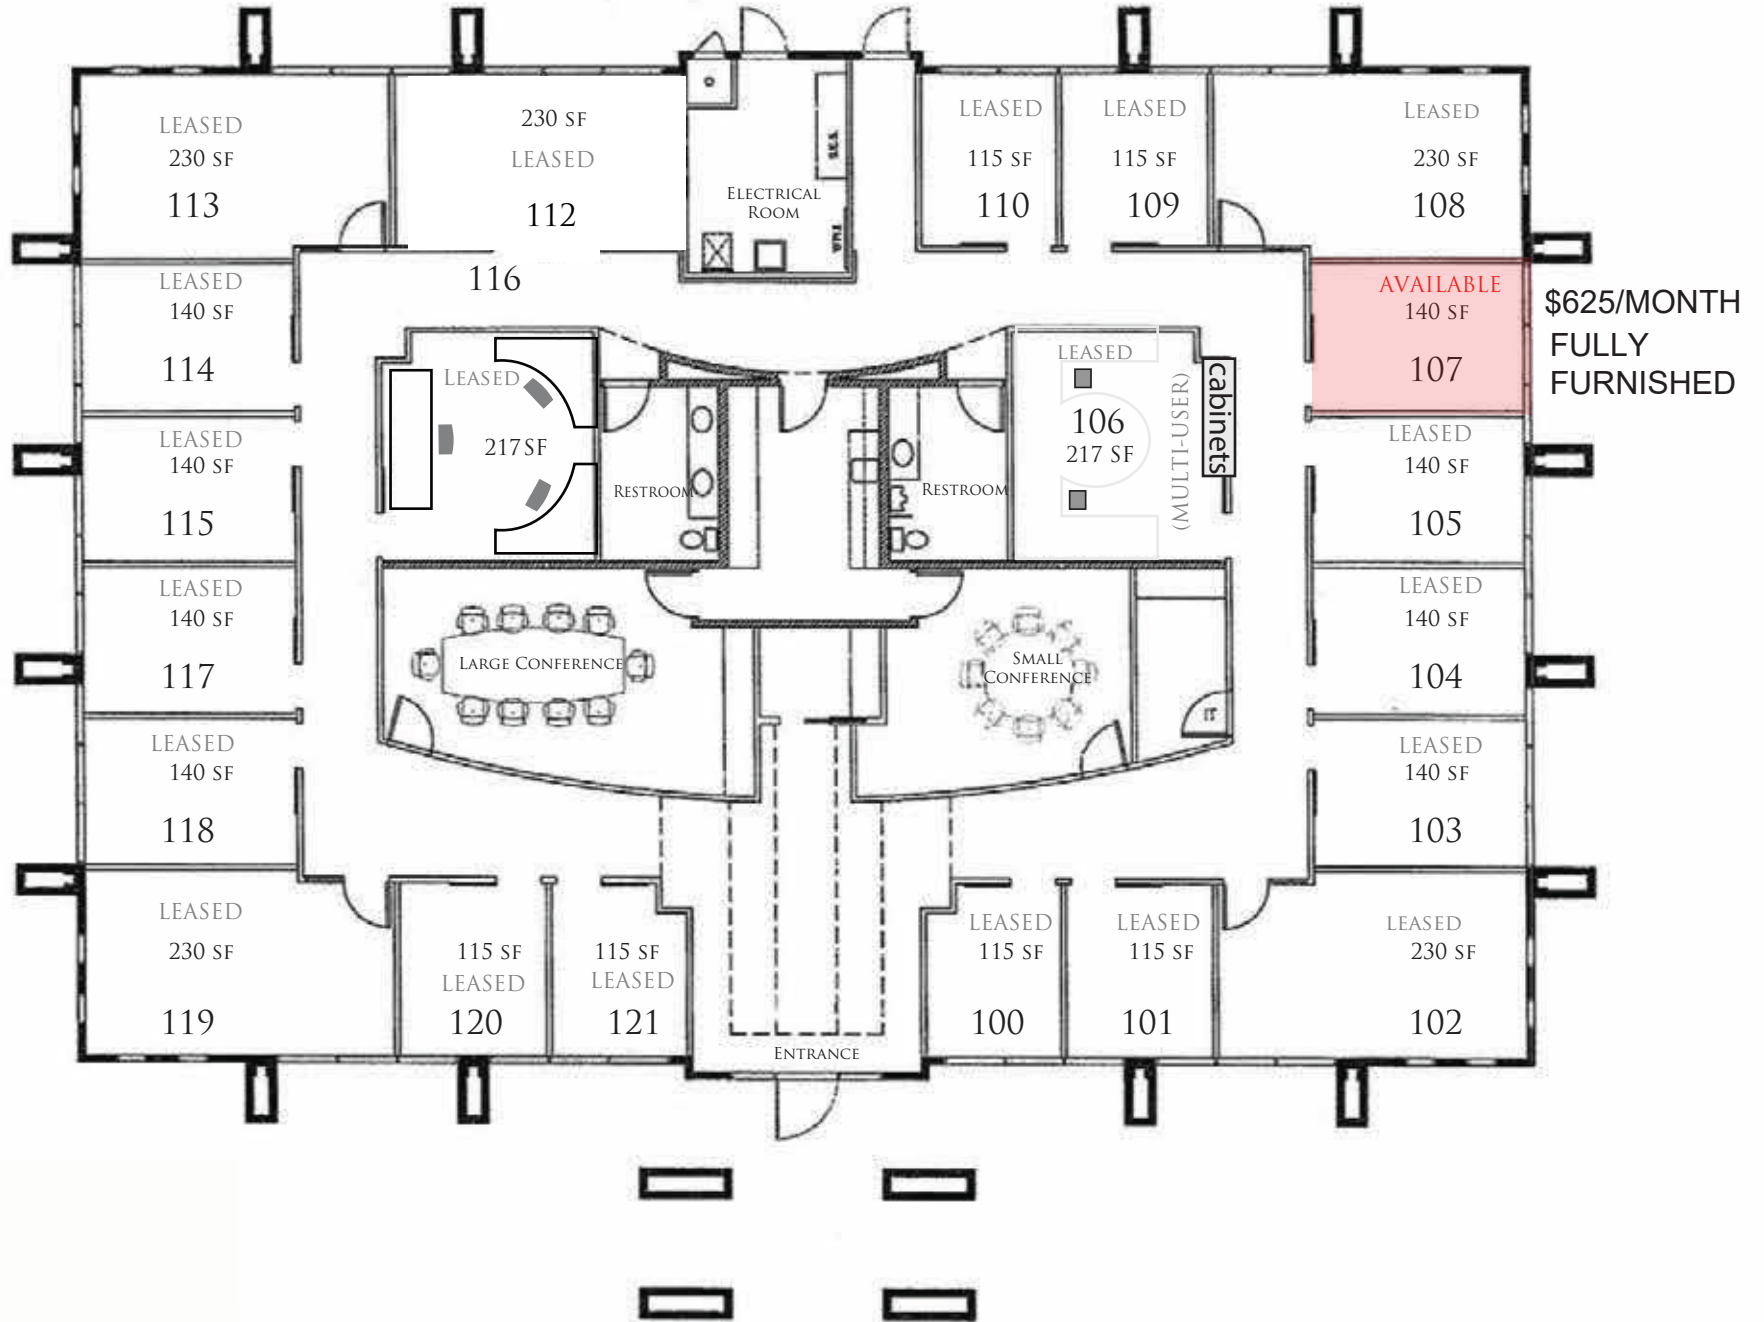 LEASED
230 SF
113
230 SF
LEASED
112
ELECTRICAL
ROOM
S.E.S.
LEASED
115 SF
110
LEASED
115 SF
109
LEASED
230 SF
108
116
LEASED
140 SF
114
AVAILABLE
140 SF
107
$625/MONTH
FULLY
FURNISHED
LEASED
217 SF
RESTROOM
RESTROOM
LEASED
106
217 SF
(MULTI-USER)
cabinets
LEASED
140 SF
115
LEASED
140 SF
105
LEASED
140 SF
117
LARGE CONFERENCE
SMALL
CONFERENCE
LEASED
140 SF
104
IT
LEASED
140 SF
118
LEASED
140 SF
103
LEASED
230 SF
119
115 SF
LEASED
120
115 SF
LEASED
121
LEASED
115 SF
100
LEASED
115 SF
101
LEASED
230 SF
102
ENTRANCE